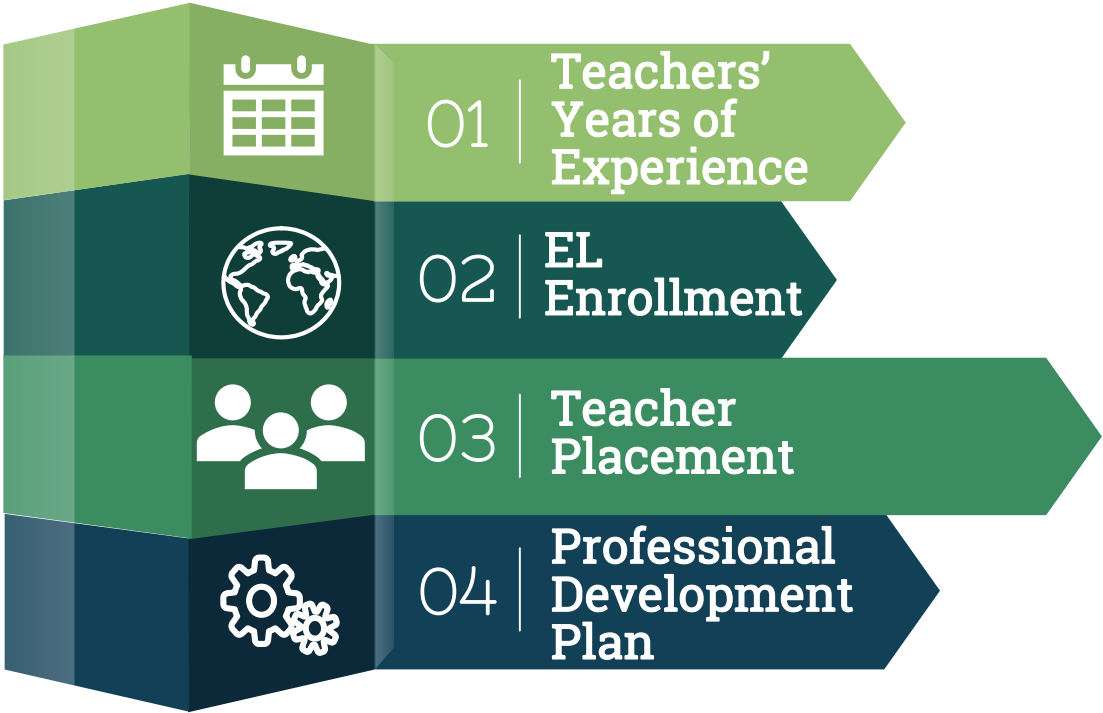 01
Teachers’
Years of
Experience
02
EL
Enrollment
03
Teacher
Placement
04
Professional
Development
Plan